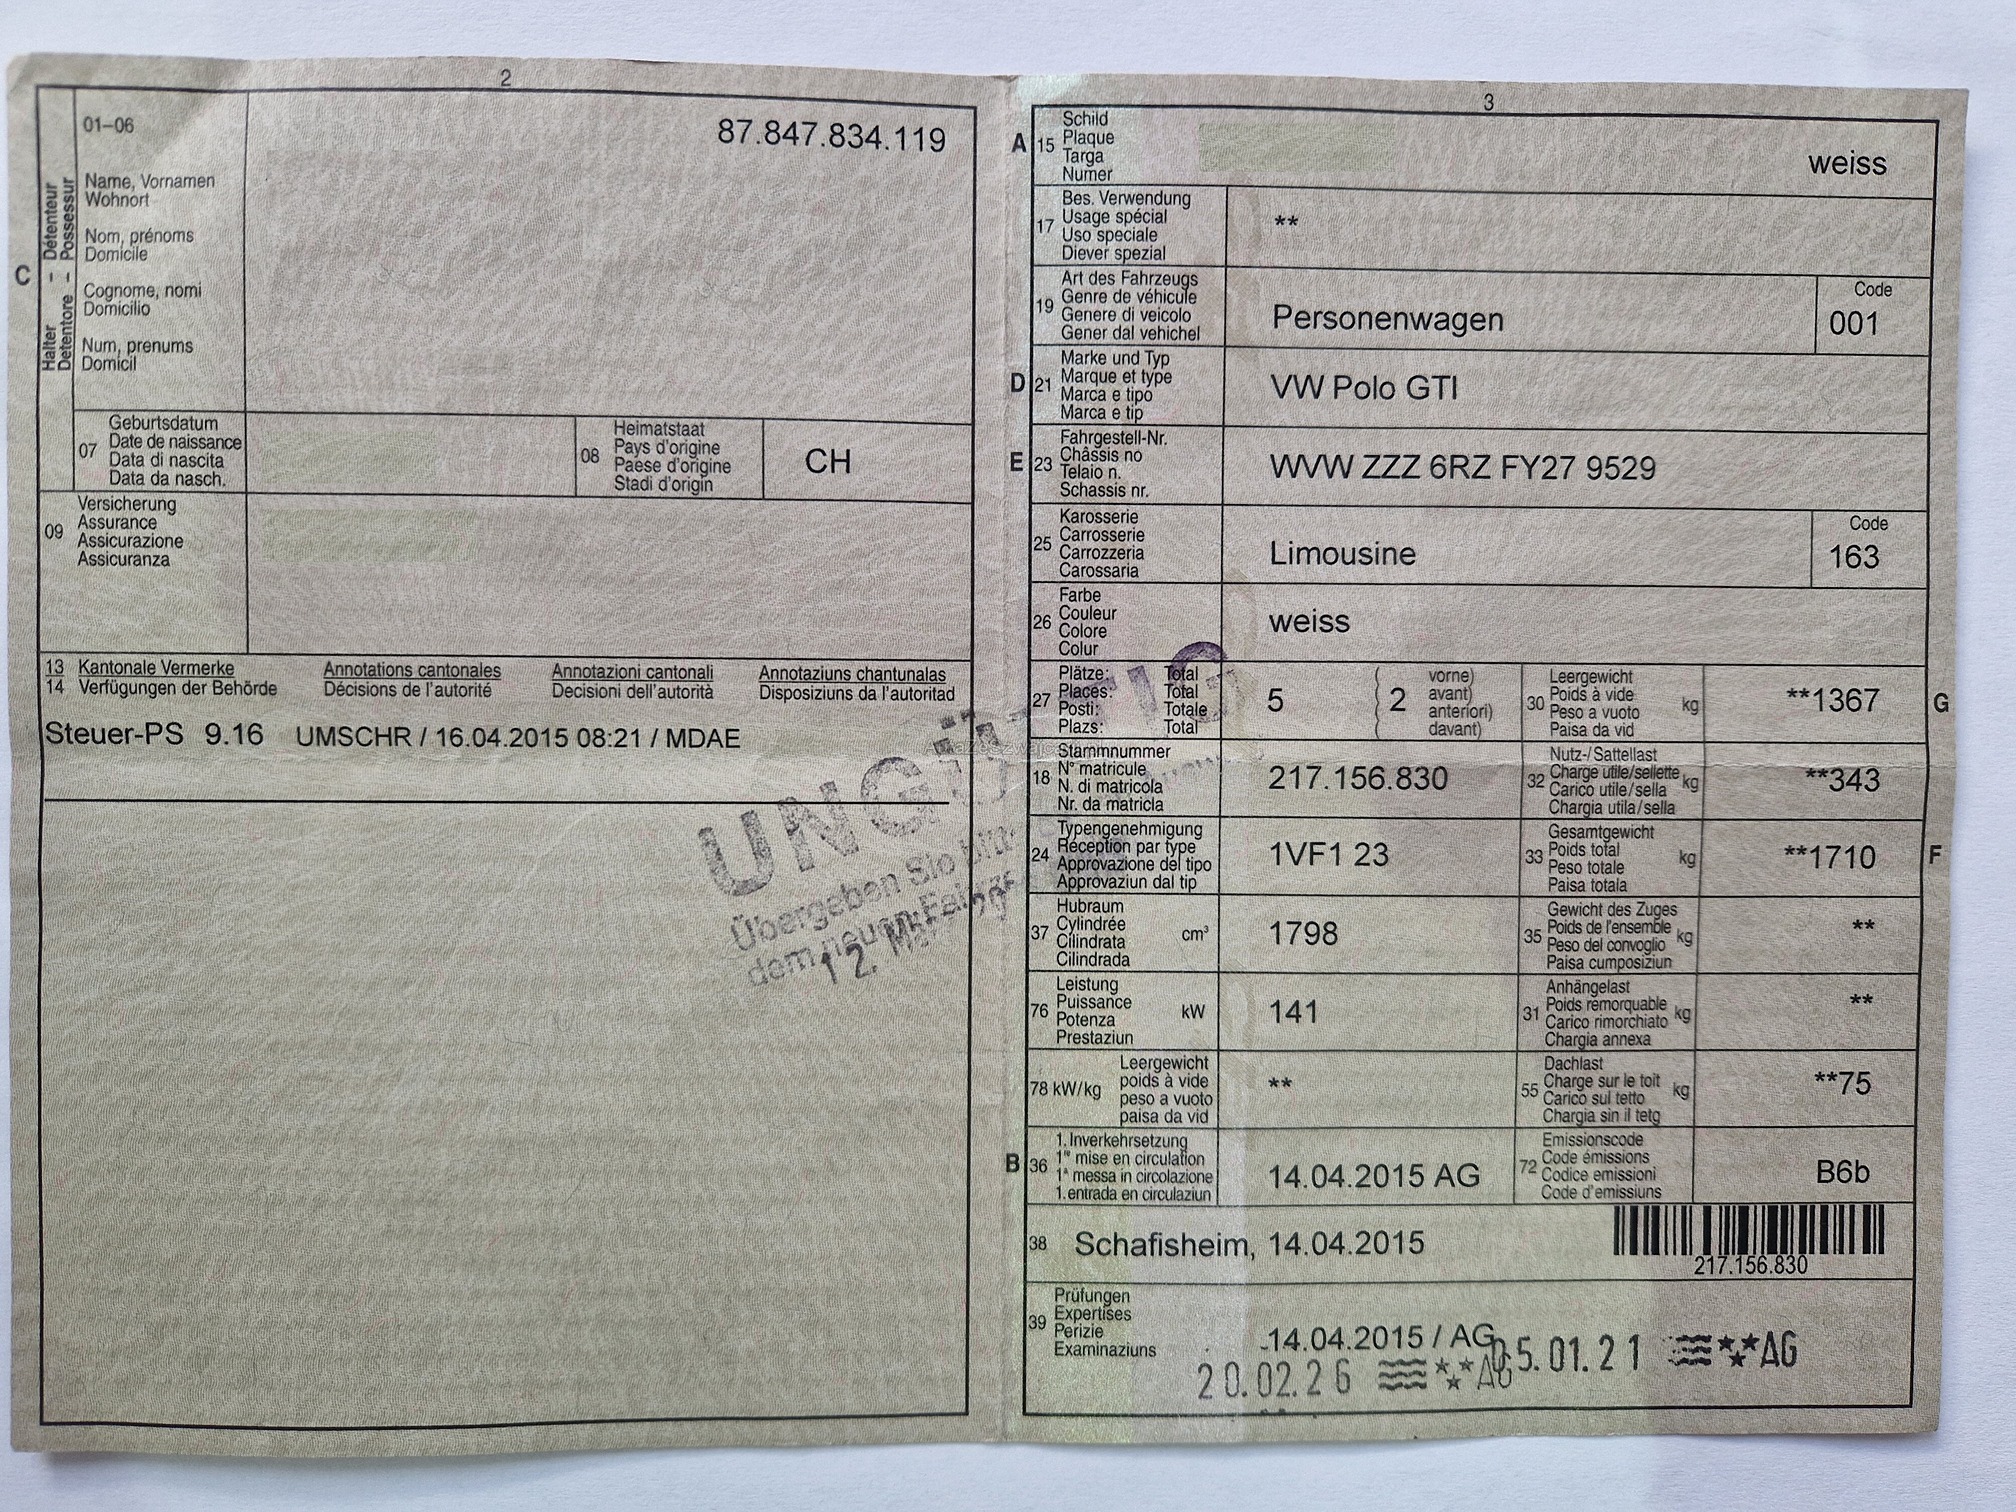 2
01-06
87.847.834.119
C
Halter - Détenteur
Detentore - Possessur
Name, Vornamen
Wohnort
Nom, prénoms
Domicile
Cognome, nomi
Domicilio
Num, prenums
Domicil
07
Geburtsdatum
Date de naissance
Data di nascita
Data da nasch.
08
Heimatstaat
Pays d'origine
Paese d'origine
Stadi d'origin
CH
09
Versicherung
Assurance
Assicurazione
Assicuranza
13 Kantonale Vermerke Annotations cantonales Annotazioni cantonali Annotaziuns chantunalas
14 Verfügungen der Behörde Décisions de l'autorité Decisioni dell'autorità Disposiziuns da l'autoritad
Steuer-PS 9.16 UMSCHR / 16.04.2015 08:21 / MDAE
UNGÜLTIG
Übergeben Sie
dem neuen
12.
3
A 15
Schild
Plaque
Targa
Numer
weiss
17
Bes. Verwendung
Usage spécial
Uso speciale
Diever spezial
**
19
Art des Fahrzeugs
Genre de véhicule
Genere di veicolo
Gener dal vehichel
Personenwagen
Code
001
D 21
Marke und Typ
Marque et type
Marca e tipo
Marca e tip
VW Polo GTI
E 23
Fahrgestell-Nr.
Châssis no
Telaio n.
Schassis nr.
WVW ZZZ 6RZ FY27 9529
25
Karosserie
Carrosserie
Carrozzeria
Carossaria
Limousine
Code
163
26
Farbe
Couleur
Colore
Colur
weiss
27
Plätze: Total
Places: Total
Posti: Totale
Plazs: Total
5
( 2
vorne)
avant)
anteriori)
davant)
30
Leergewicht
Poids à vide
Peso a vuoto
Paisa da vid
kg
**1367
G
18
Stammnummer
N° matricule
N. di matricola
Nr. da matricla
217.156.830
32
Nutz-/Sattellast
Charge utile/sellette
Carico utile/sella
Chargia utila/sella
kg
**343
24
Typengenehmigung
Réception par type
Approvazione del tipo
Approvaziun dal tip
1VF1 23
33
Gesamtgewicht
Poids total
Peso totale
Paisa totala
kg
**1710
F
37
Hubraum
Cylindrée
Cilindrata
Cilindrada
cm³
1798
35
Gewicht des Zuges
Poids de l'ensemble
Peso del convoglio
Paisa cumposiziun
kg
**
76
Leistung
Puissance
Potenza
Prestaziun
kW
141
31
Anhängelast
Poids remorquable
Carico rimorchiato
Chargia annexa
kg
**
78 kW/kg
Leergewicht
poids à vide
peso a vuoto
paisa da vid
**
55
Dachlast
Charge sur le toit
Carico sul tetto
Chargia sin il tetg
kg
**75
B 36
1. Inverkehrsetzung
1re mise en circulation
1a messa in circolazione
1. entrada en circulaziun
14.04.2015 AG
72
Emissionscode
Code émissions
Codice emissioni
Code d'emissiuns
B6b
38 Schafisheim, 14.04.2015
217.156.830
39
Prüfungen
Expertises
Perizie
Examinaziuns
14.04.2015 / AG
05.01.21 AG
20.02.26 AG